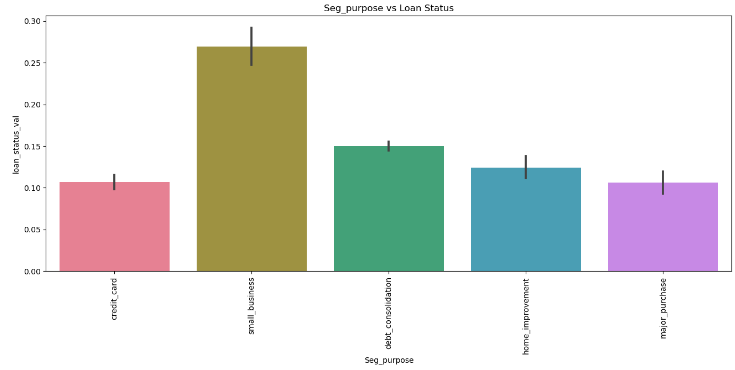 Seg_purpose vs Loan Status
loan_status_val
0.30
0.25
0.20
0.15
0.10
0.05
0.00
credit_card
small_business
debt_consolidation
home_improvement
major_purchase
Seg_purpose